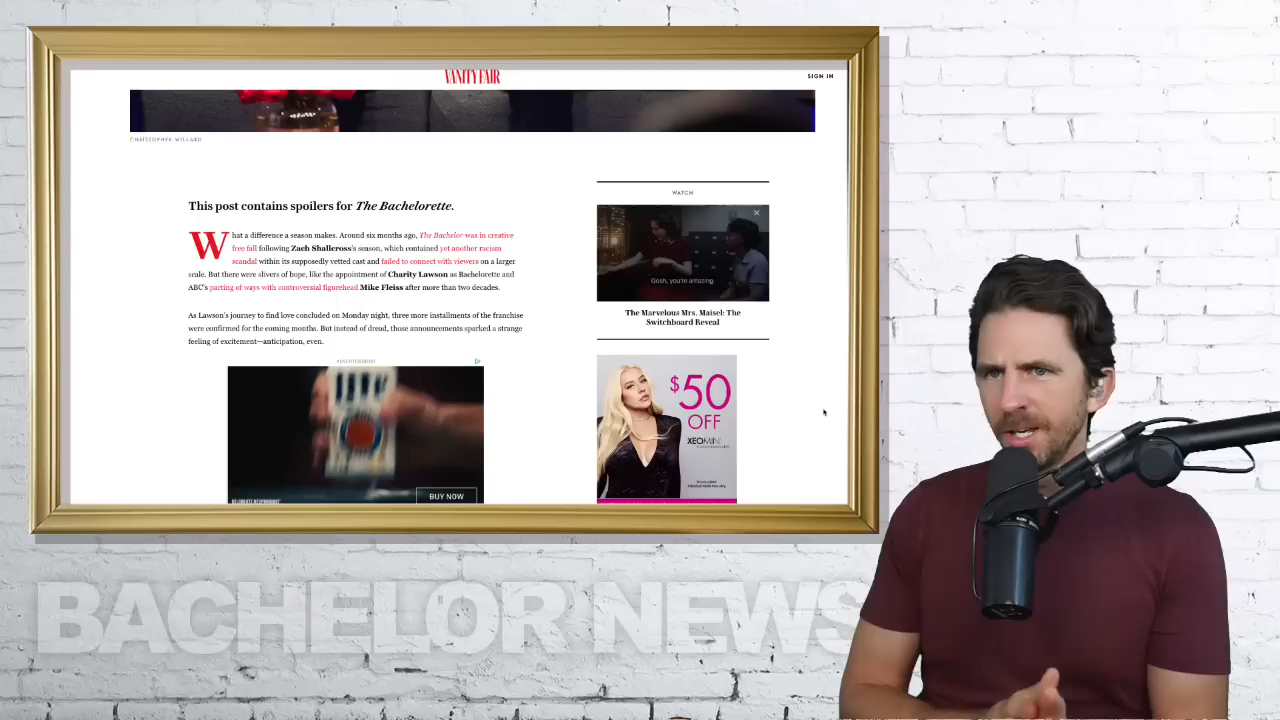 VANITY FAIR
SIGN IN
CHRISTOPHER WILLARD
This post contains spoilers for The Bachelorette.
What a difference a season makes. Around six months ago, The Bachelor was in creative
free fall following Zach Shallcross's season, which contained yet another racism
scandal within its supposedly vetted cast and failed to connect with viewers on a larger
scale. But there were slivers of hope, like the appointment of Charity Lawson as Bachelorette and
ABC's parting of ways with controversial figurehead Mike Fleiss after more than two decades.
As Lawson's journey to find love concluded on Monday night, three more installments of the franchise
were confirmed for the coming months. But instead of dread, those announcements sparked a strange
feeling of excitement—anticipation, even.
ADVERTISEMENT
BUY NOW
WATCH
Gosh, you're amazing.
The Marvelous Mrs. Maisel: The
Switchboard Reveal
$50
OFF
XEOMIN
BACHELOR NEWS